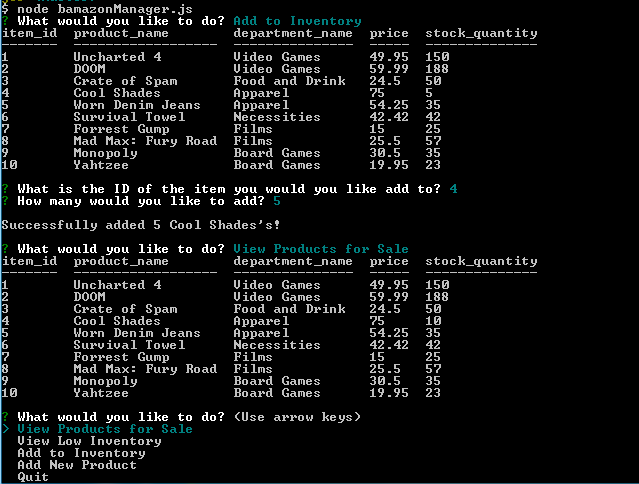 $ node bamazonManager.js
? What would you like to do? Add to Inventory
item_id  product_name        department_name  price  stock_quantity
-------  ------------------  ---------------  -----  --------------
1        Uncharted 4         Video Games      49.95  150
2        DOOM                Video Games      59.99  188
3        Crate of Spam       Food and Drink   24.5   50
4        Cool Shades         Apparel          75     5
5        Worn Denim Jeans    Apparel          54.25  35
6        Survival Towel      Necessities      42.42  42
7        Forrest Gump        Films            15     25
8        Mad Max: Fury Road  Films            25.5   57
9        Monopoly            Board Games      30.5   35
10       Yahtzee             Board Games      19.95  23
? What is the ID of the item you would you like add to? 4
? How many would you like to add? 5
Successfully added 5 Cool Shades's!
? What would you like to do? View Products for Sale
item_id  product_name        department_name  price  stock_quantity
-------  ------------------  ---------------  -----  --------------
1        Uncharted 4         Video Games      49.95  150
2        DOOM                Video Games      59.99  188
3        Crate of Spam       Food and Drink   24.5   50
4        Cool Shades         Apparel          75     10
5        Worn Denim Jeans    Apparel          54.25  35
6        Survival Towel      Necessities      42.42  42
7        Forrest Gump        Films            15     25
8        Mad Max: Fury Road  Films            25.5   57
9        Monopoly            Board Games      30.5   35
10       Yahtzee             Board Games      19.95  23
? What would you like to do? (Use arrow keys)
> View Products for Sale
  View Low Inventory
  Add to Inventory
  Add New Product
  Quit